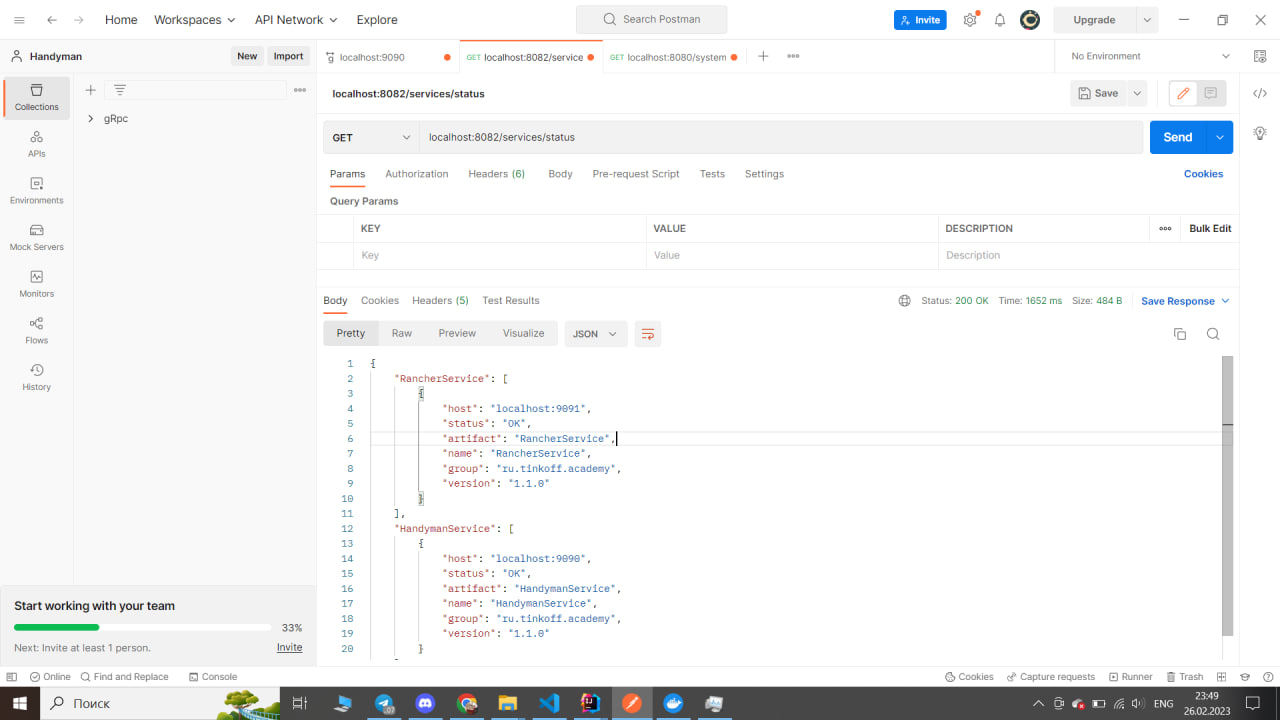 Home Workspaces API Network Explore Search Postman Invite Upgrade
Handyman New Import localhost:9090 GET localhost:8082/service GET localhost:8080/system No Environment
Collections
APIs
Environments
Mock Servers
Monitors
Flows
History
gRpc
localhost:8082/services/status Save
GET localhost:8082/services/status Send
Params Authorization Headers (6) Body Pre-request Script Tests Settings Cookies
Query Params
KEY VALUE DESCRIPTION Bulk Edit
Key Value Description
Body Cookies Headers (5) Test Results Status: 200 OK Time: 1652 ms Size: 484 B Save Response
Pretty Raw Preview Visualize JSON
1 {
2 "RancherService": [
3 {
4 "host": "localhost:9091",
5 "status": "OK",
6 "artifact": "RancherService",
7 "name": "RancherService",
8 "group": "ru.tinkoff.academy",
9 "version": "1.1.0"
10 }
11 ],
12 "HandymanService": [
13 {
14 "host": "localhost:9090",
15 "status": "OK",
16 "artifact": "HandymanService",
17 "name": "HandymanService",
18 "group": "ru.tinkoff.academy",
19 "version": "1.1.0"
20 }
Start working with your team
33%
Next: Invite at least 1 person. Invite
Online Find and Replace Console Cookies Capture requests Runner Trash
Поиск ENG 23:49
26.02.2023